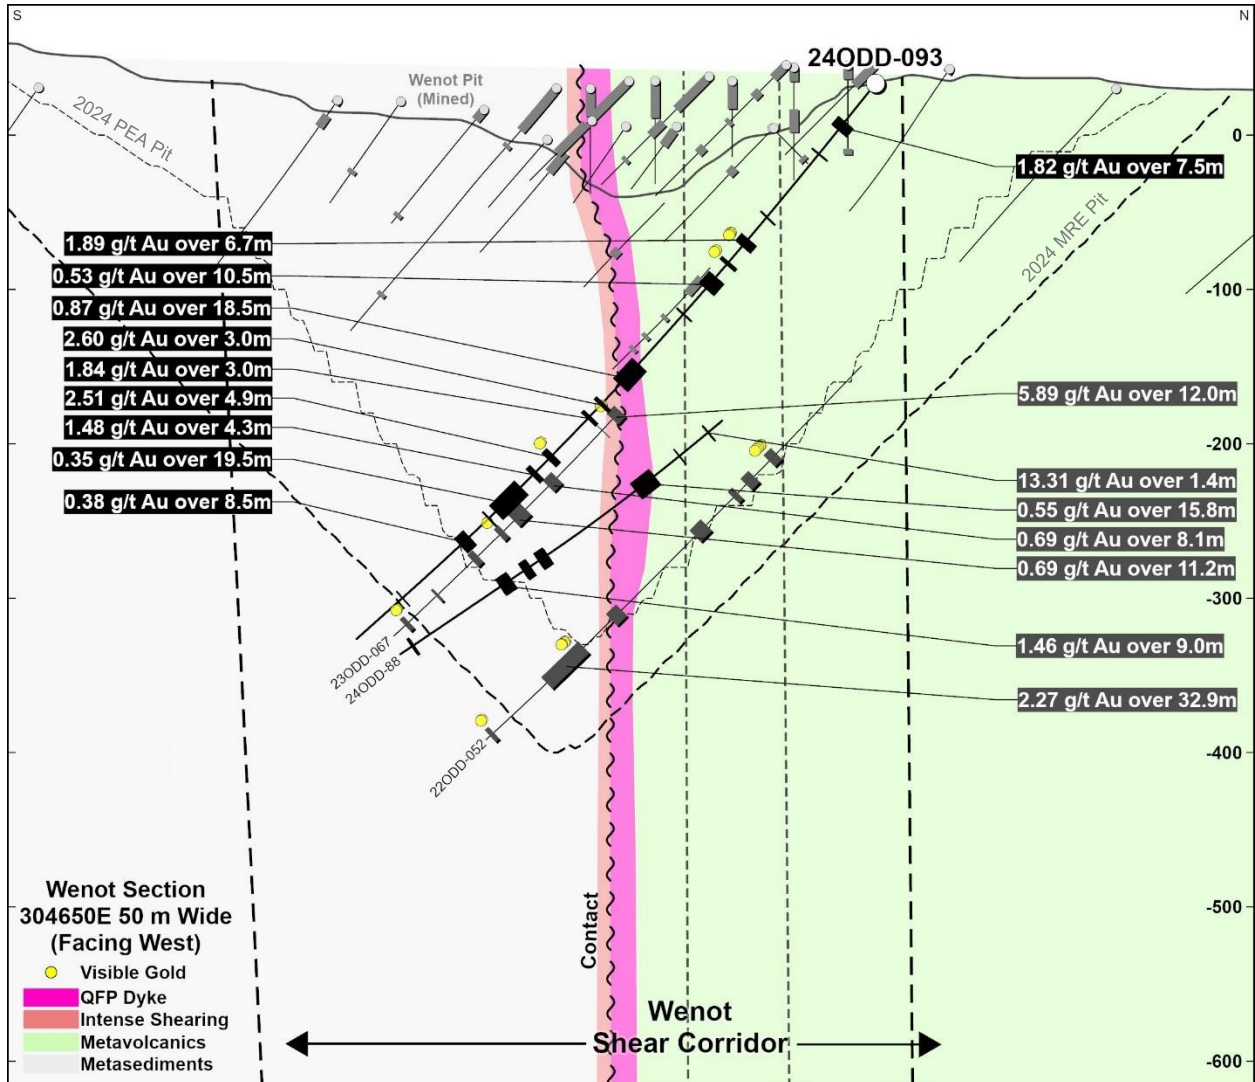 S
N
24ODD-093
Wenot Pit
(Mined)
2024 PEA Pit
0
1.82 g/t Au over 7.5m
2024 MRE Pit
1.89 g/t Au over 6.7m
0.53 g/t Au over 10.5m
-100
0.87 g/t Au over 18.5m
2.60 g/t Au over 3.0m
1.84 g/t Au over 3.0m
2.51 g/t Au over 4.9m
1.48 g/t Au over 4.3m
0.35 g/t Au over 19.5m
0.38 g/t Au over 8.5m
5.89 g/t Au over 12.0m
-200
13.31 g/t Au over 1.4m
0.55 g/t Au over 15.8m
0.69 g/t Au over 8.1m
0.69 g/t Au over 11.2m
-300
1.46 g/t Au over 9.0m
2.27 g/t Au over 32.9m
23ODD-067
24ODD-88
22ODD-052
-400
-500
-600
Contact
Wenot Section
304650E 50 m Wide
(Facing West)
Visible Gold
QFP Dyke
Intense Shearing
Metavolcanics
Metasediments
Wenot
Shear Corridor